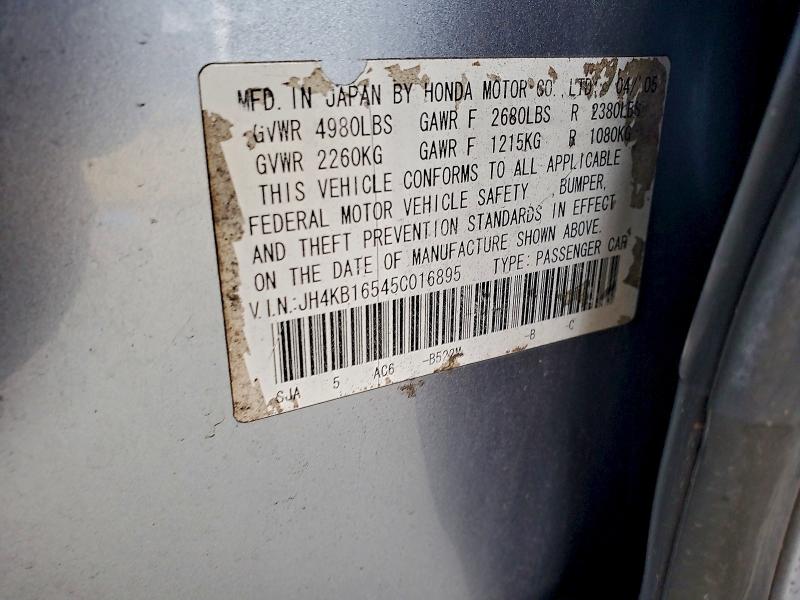 MFD. IN JAPAN BY HONDA MOTOR CO., LTD. 04/05
GVWR 4980LBS GAWR F 2680LBS R 2380LBS
GVWR 2260KG GAWR F 1215KG R 1080KG
THIS VEHICLE CONFORMS TO ALL APPLICABLE
FEDERAL MOTOR VEHICLE SAFETY BUMPER,
AND THEFT PREVENTION STANDARDS IN EFFECT
ON THE DATE OF MANUFACTURE SHOWN ABOVE.
V.I.N.:JH4KB16545C016895 TYPE: PASSENGER CAR
SJA 5 AC6 -B -C